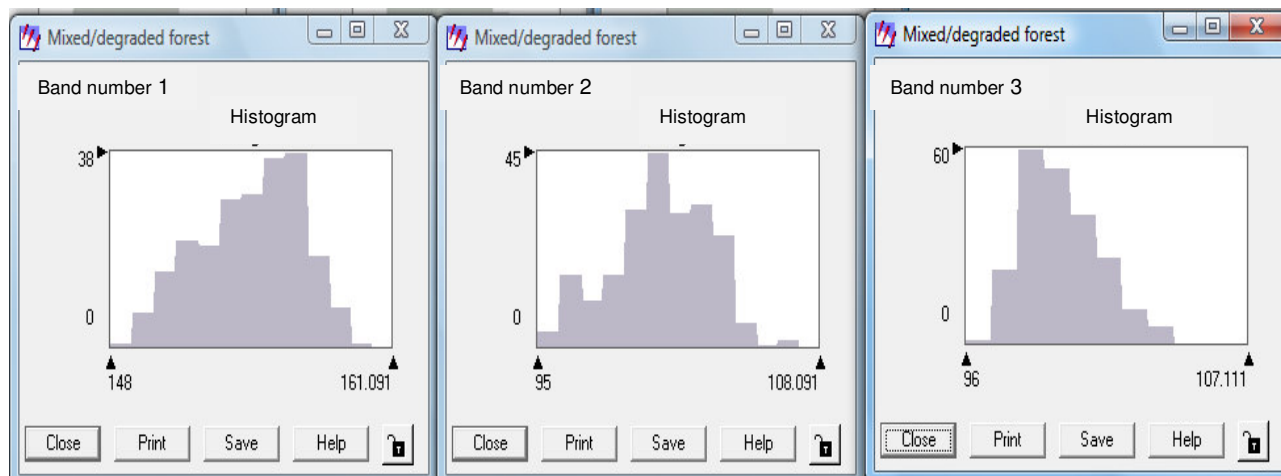 Mixed/degraded forest
Band number 1
Histogram
38
0
148
161.091
Close
Print
Save
Help
Mixed/degraded forest
Band number 2
Histogram
45
0
95
108.091
Close
Print
Save
Help
Mixed/degraded forest
Band number 3
Histogram
60
0
96
107.111
Close
Print
Save
Help